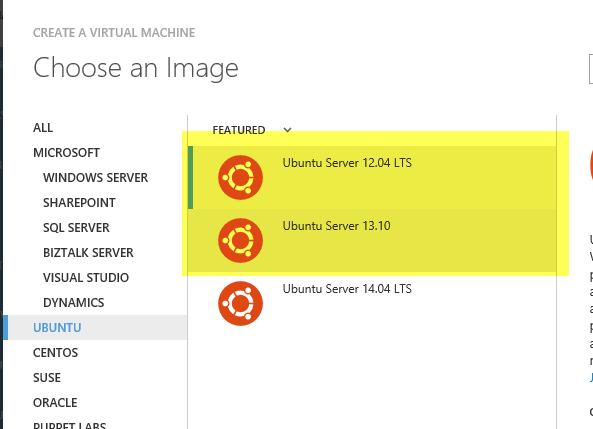 CREATE A VIRTUAL MACHINE
Choose an Image
ALL
MICROSOFT
WINDOWS SERVER
SHAREPOINT
SQL SERVER
BIZTALK SERVER
VISUAL STUDIO
DYNAMICS
UBUNTU
CENTOS
SUSE
ORACLE
PUPPET LABS
FEATURED
Ubuntu Server 12.04 LTS
Ubuntu Server 13.10
Ubuntu Server 14.04 LTS